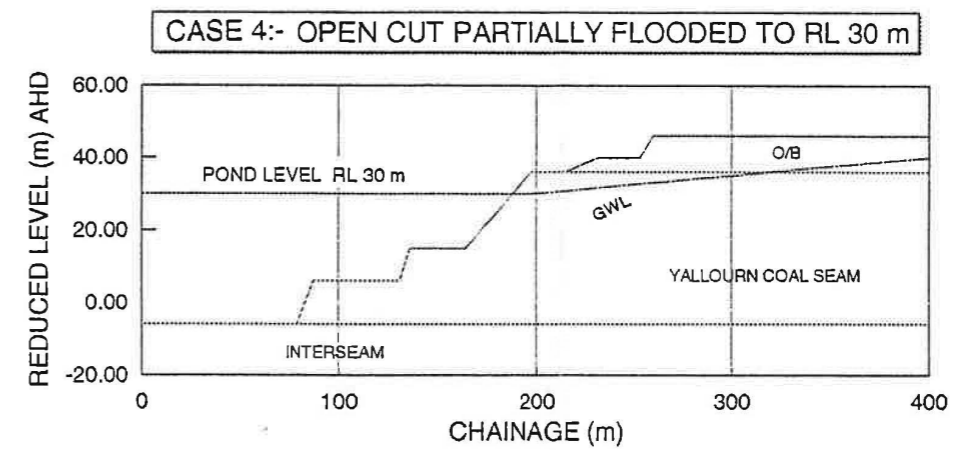 CASE 4:- OPEN CUT PARTIALLY FLOODED TO RL 30 m
REDUCED LEVEL (m) AHD
60.00
40.00
20.00
0.00
-20.00
POND LEVEL RL 30 m
O/B
GWL
YALLOURN COAL SEAM
INTERSEAM
0
100
200
300
400
CHAINAGE (m)